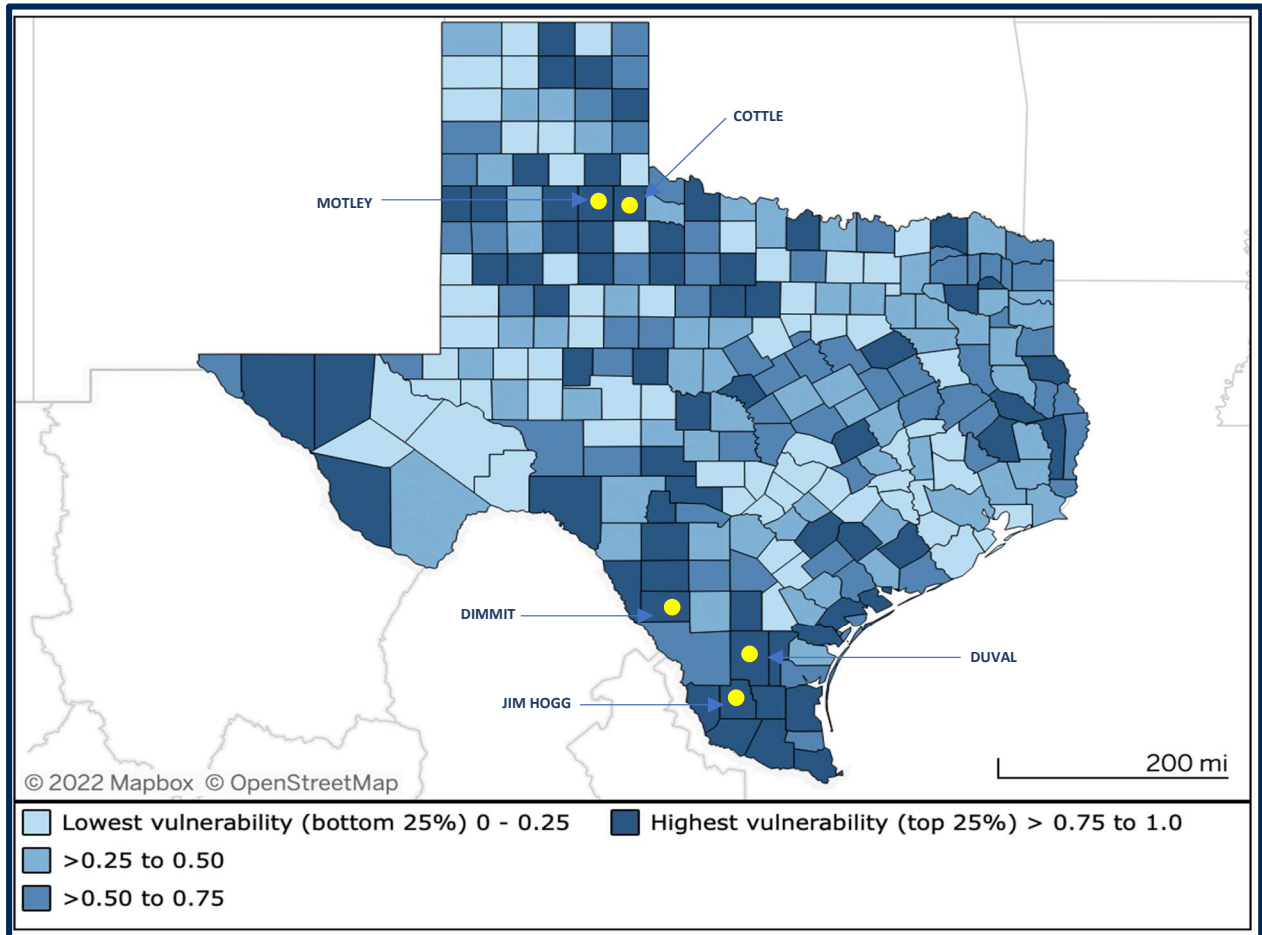 COTTLE
MOTLEY
DIMMIT
DUVAL
JIM HOGG
200 mi
© 2022 Mapbox © OpenStreetMap
Lowest vulnerability (bottom 25%) 0 - 0.25
Highest vulnerability (top 25%) > 0.75 to 1.0
>0.25 to 0.50
>0.50 to 0.75